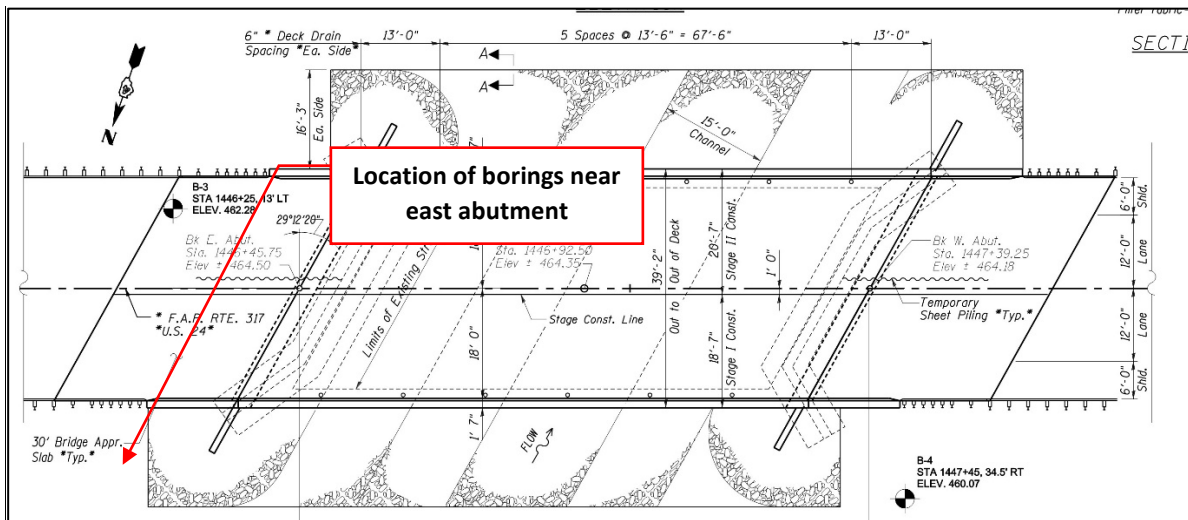 Filter Fabric
SECTI
6" * Deck Drain
Spacing *Ea. Side*
13'-0"
5 Spaces @ 13'-6" = 67'-6"
13'-0"
A
A
N
16'-3"
Ea. Side
15'-0"
Channel
Location of borings near
east abutment
B-3
STA 1446+25, 13' LT
ELEV. 462.28
29°12'20"
Bk E. Abut.
Sta. 1446+45.75
Elev ± 464.50
Sta. 1446+92.50
Elev ± 464.35
39'-2"
Out to Out of Deck
20'-7"
Stage II Const.
1' 0"
Bk W. Abut.
Sta. 1447+39.25
Elev ± 464.18
6'-0"
Shld.
12'-0"
Lane
12'-0"
Lane
6'-0"
Shld.
* F.A.P. RTE. 317
*U.S. 24*
Limits of Existing Str
Stage Const. Line
Temporary
Sheet Piling *Typ.*
18' 0"
18'-7"
Stage I Const.
1' 7"
30' Bridge Appr.
Slab *Typ.*
FLOW
B-4
STA 1447+45, 34.5' RT
ELEV. 460.07